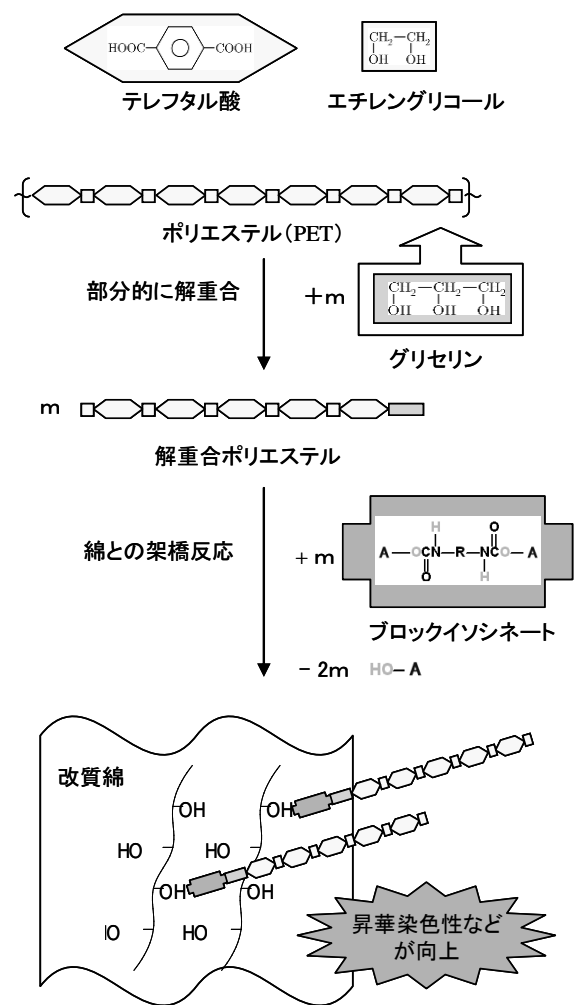 HOOC COOH
CH2 CH2
OH OH
テレフタル酸 エチレングリコール
ポリエステル(PET)
部分的に解重合 +m
CH2 CH2 CH2
OH OH OH
グリセリン
m
解重合ポリエステル
綿との架橋反応 +m
H O
A OCN R NCO A
O H
ブロックイソシネート
- 2m HO-A
改質綿
OH OH
HO HO
OH OH
HO HO
昇華染色性など
が向上